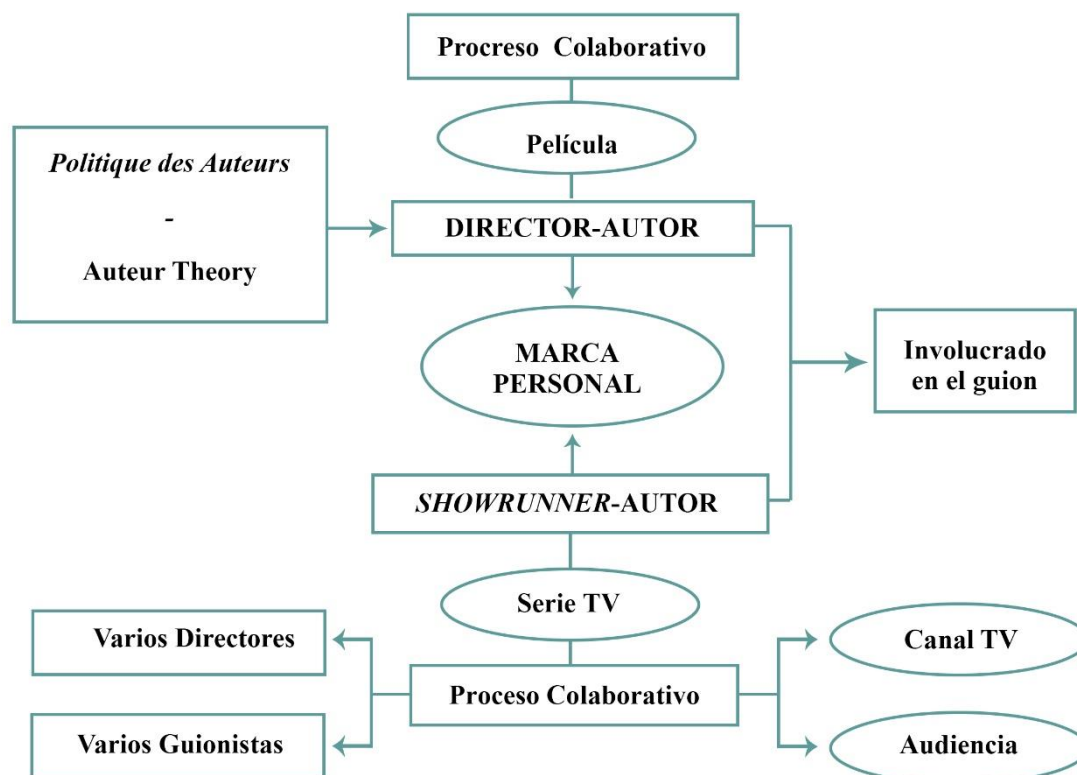 Procreso Colaborativo
Película
Politique des Auteurs
-
Auteur Theory
DIRECTOR-AUTOR
MARCA
PERSONAL
Involucrado
en el guion
SHOWRUNNER-AUTOR
Serie TV
Varios Directores
Canal TV
Proceso Colaborativo
Varios Guionistas
Audiencia